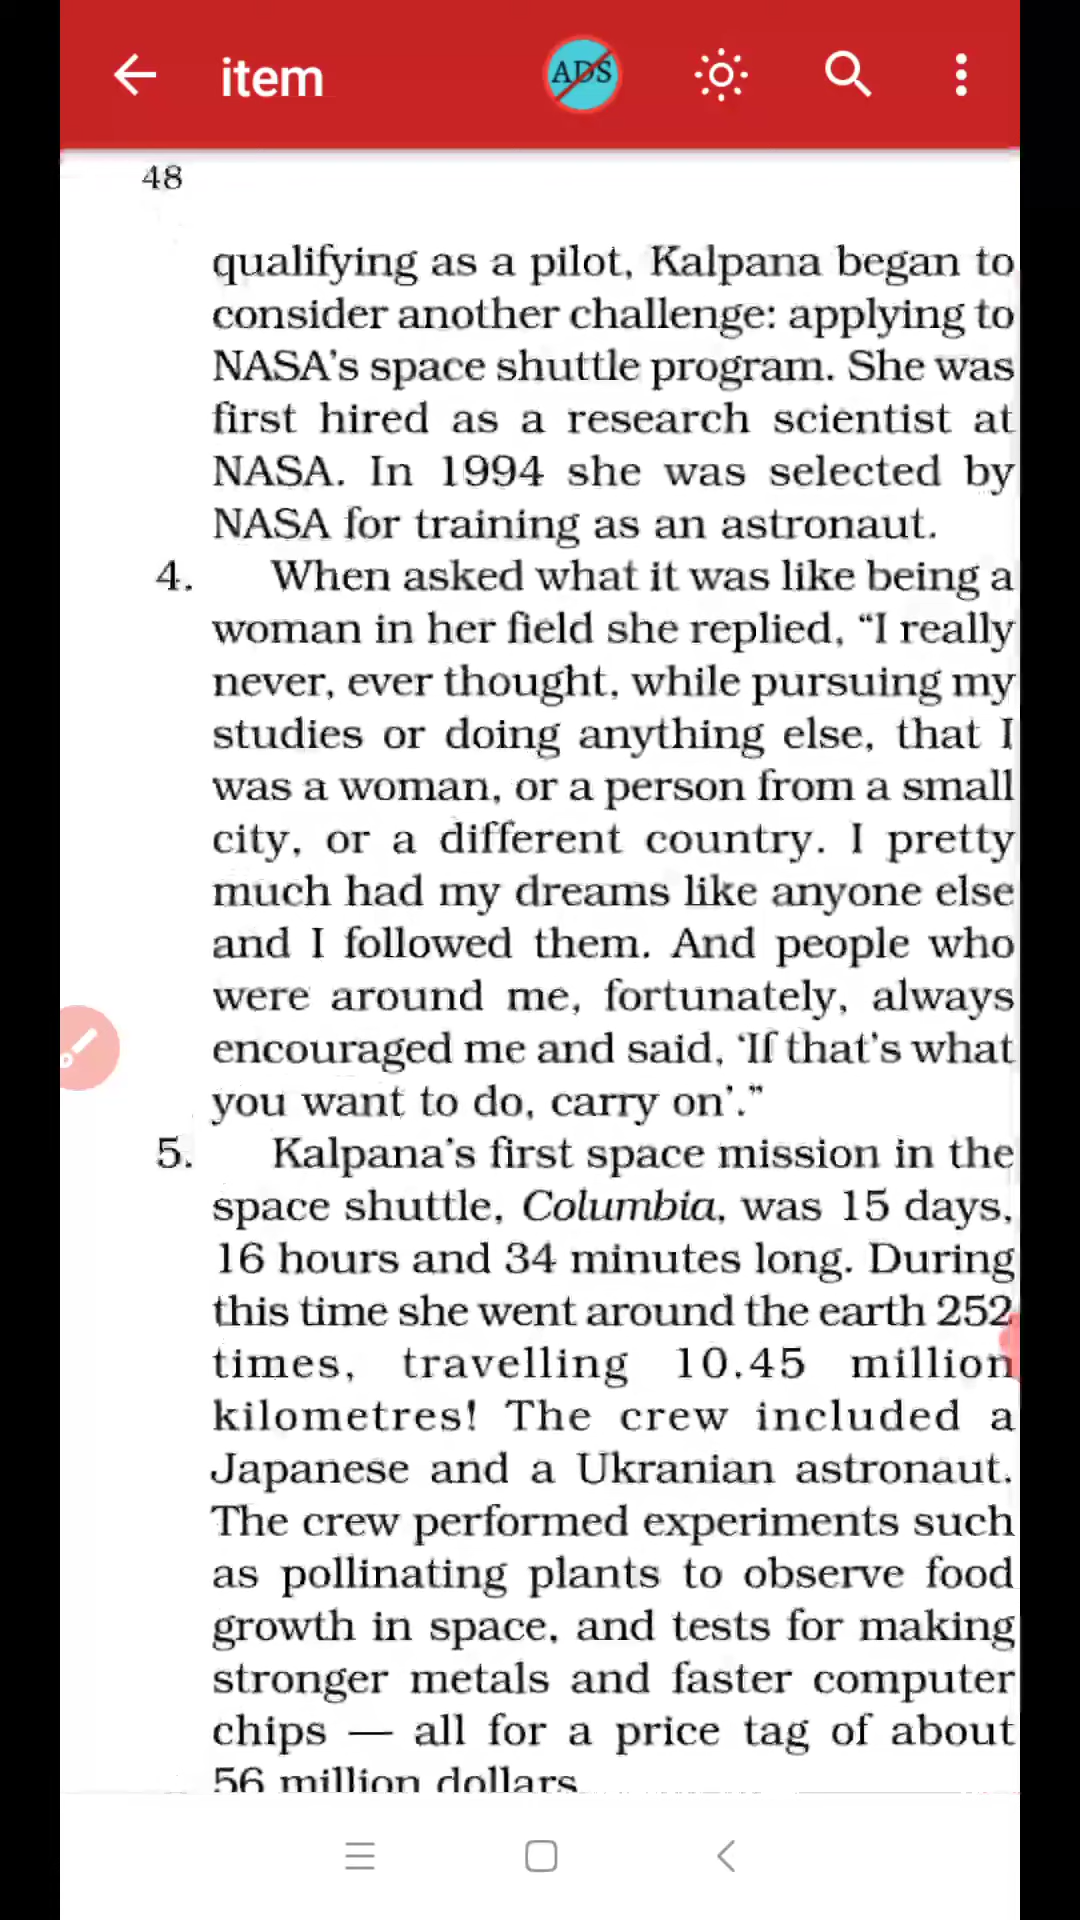 item
ADS
48
qualifying as a pilot, Kalpana began to
consider another challenge: applying to
NASA's space shuttle program. She was
first hired as a research scientist at
NASA. In 1994 she was selected by
NASA for training as an astronaut.
4. When asked what it was like being a
woman in her field she replied, “I really
never, ever thought, while pursuing my
studies or doing anything else, that I
was a woman, or a person from a small
city, or a different country. I pretty
much had my dreams like anyone else
and I followed them. And people who
were around me, fortunately, always
encouraged me and said, ‘If that's what
you want to do, carry on’.”
5. Kalpana's first space mission in the
space shuttle, Columbia, was 15 days,
16 hours and 34 minutes long. During
this time she went around the earth 252
times, travelling 10.45 million
kilometres! The crew included a
Japanese and a Ukranian astronaut.
The crew performed experiments such
as pollinating plants to observe food
growth in space, and tests for making
stronger metals and faster computer
chips — all for a price tag of about
56 million dollars.